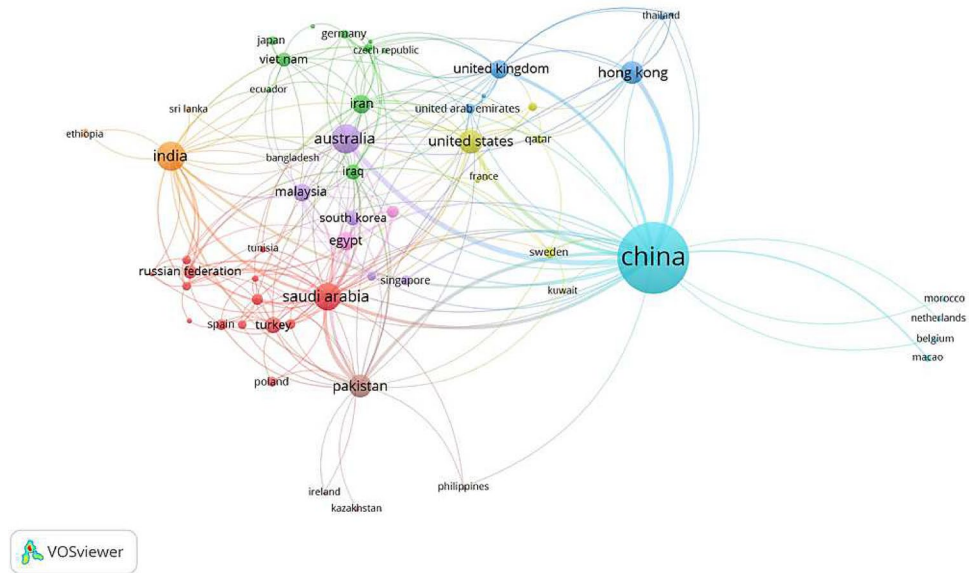 thailand
germany
japan
czech republic
viet nam
united kingdom
hong kong
ecuador
iran
sri lanka
united arab emirates
ethiopia
australia
united states
qatar
india
bangladesh
iraq
france
malaysia
south korea
egypt
tunisia
sweden
china
russian federation
singapore
kuwait
saudi arabia
morocco
netherlands
spain
turkey
belgium
macao
poland
pakistan
philippines
ireland
kazakhstan
VOSviewer